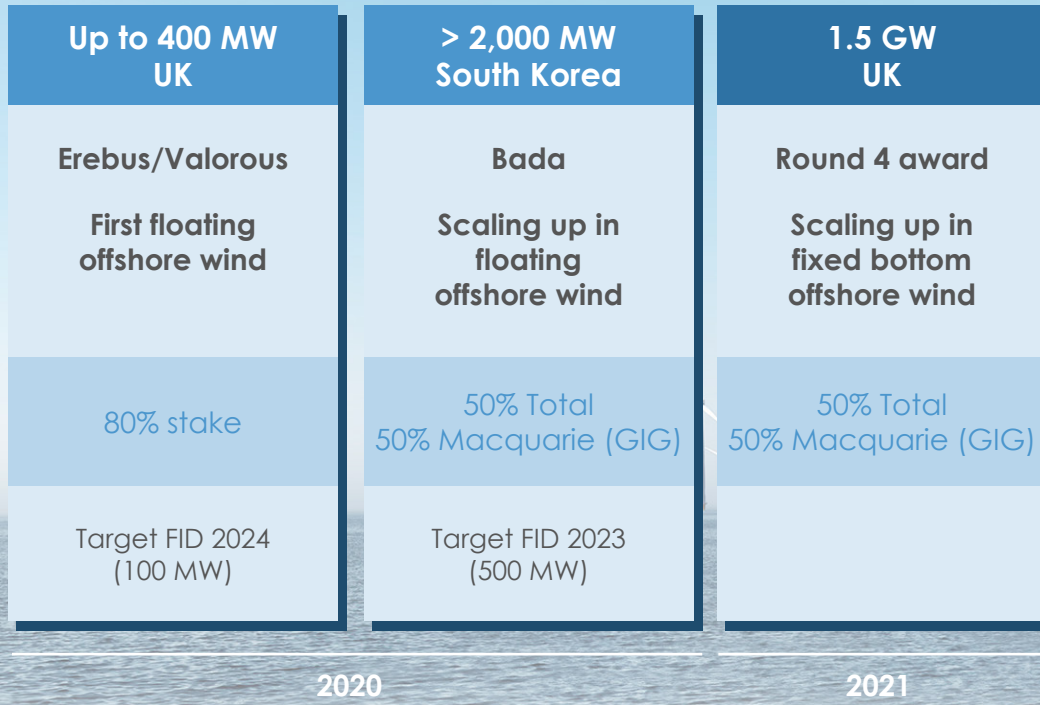 Up to 400 MW
UK
Erebus/Valorous
First floating
offshore wind
80% stake
Target FID 2024
(100 MW)
> 2,000 MW
South Korea
Bada
Scaling up in
floating
offshore wind
50% Total
50% Macquarie (GIG)
Target FID 2023
(500 MW)
1.5 GW
UK
Round 4 award
Scaling up in
fixed bottom
offshore wind
50% Total
50% Macquarie (GIG)
2020
2021